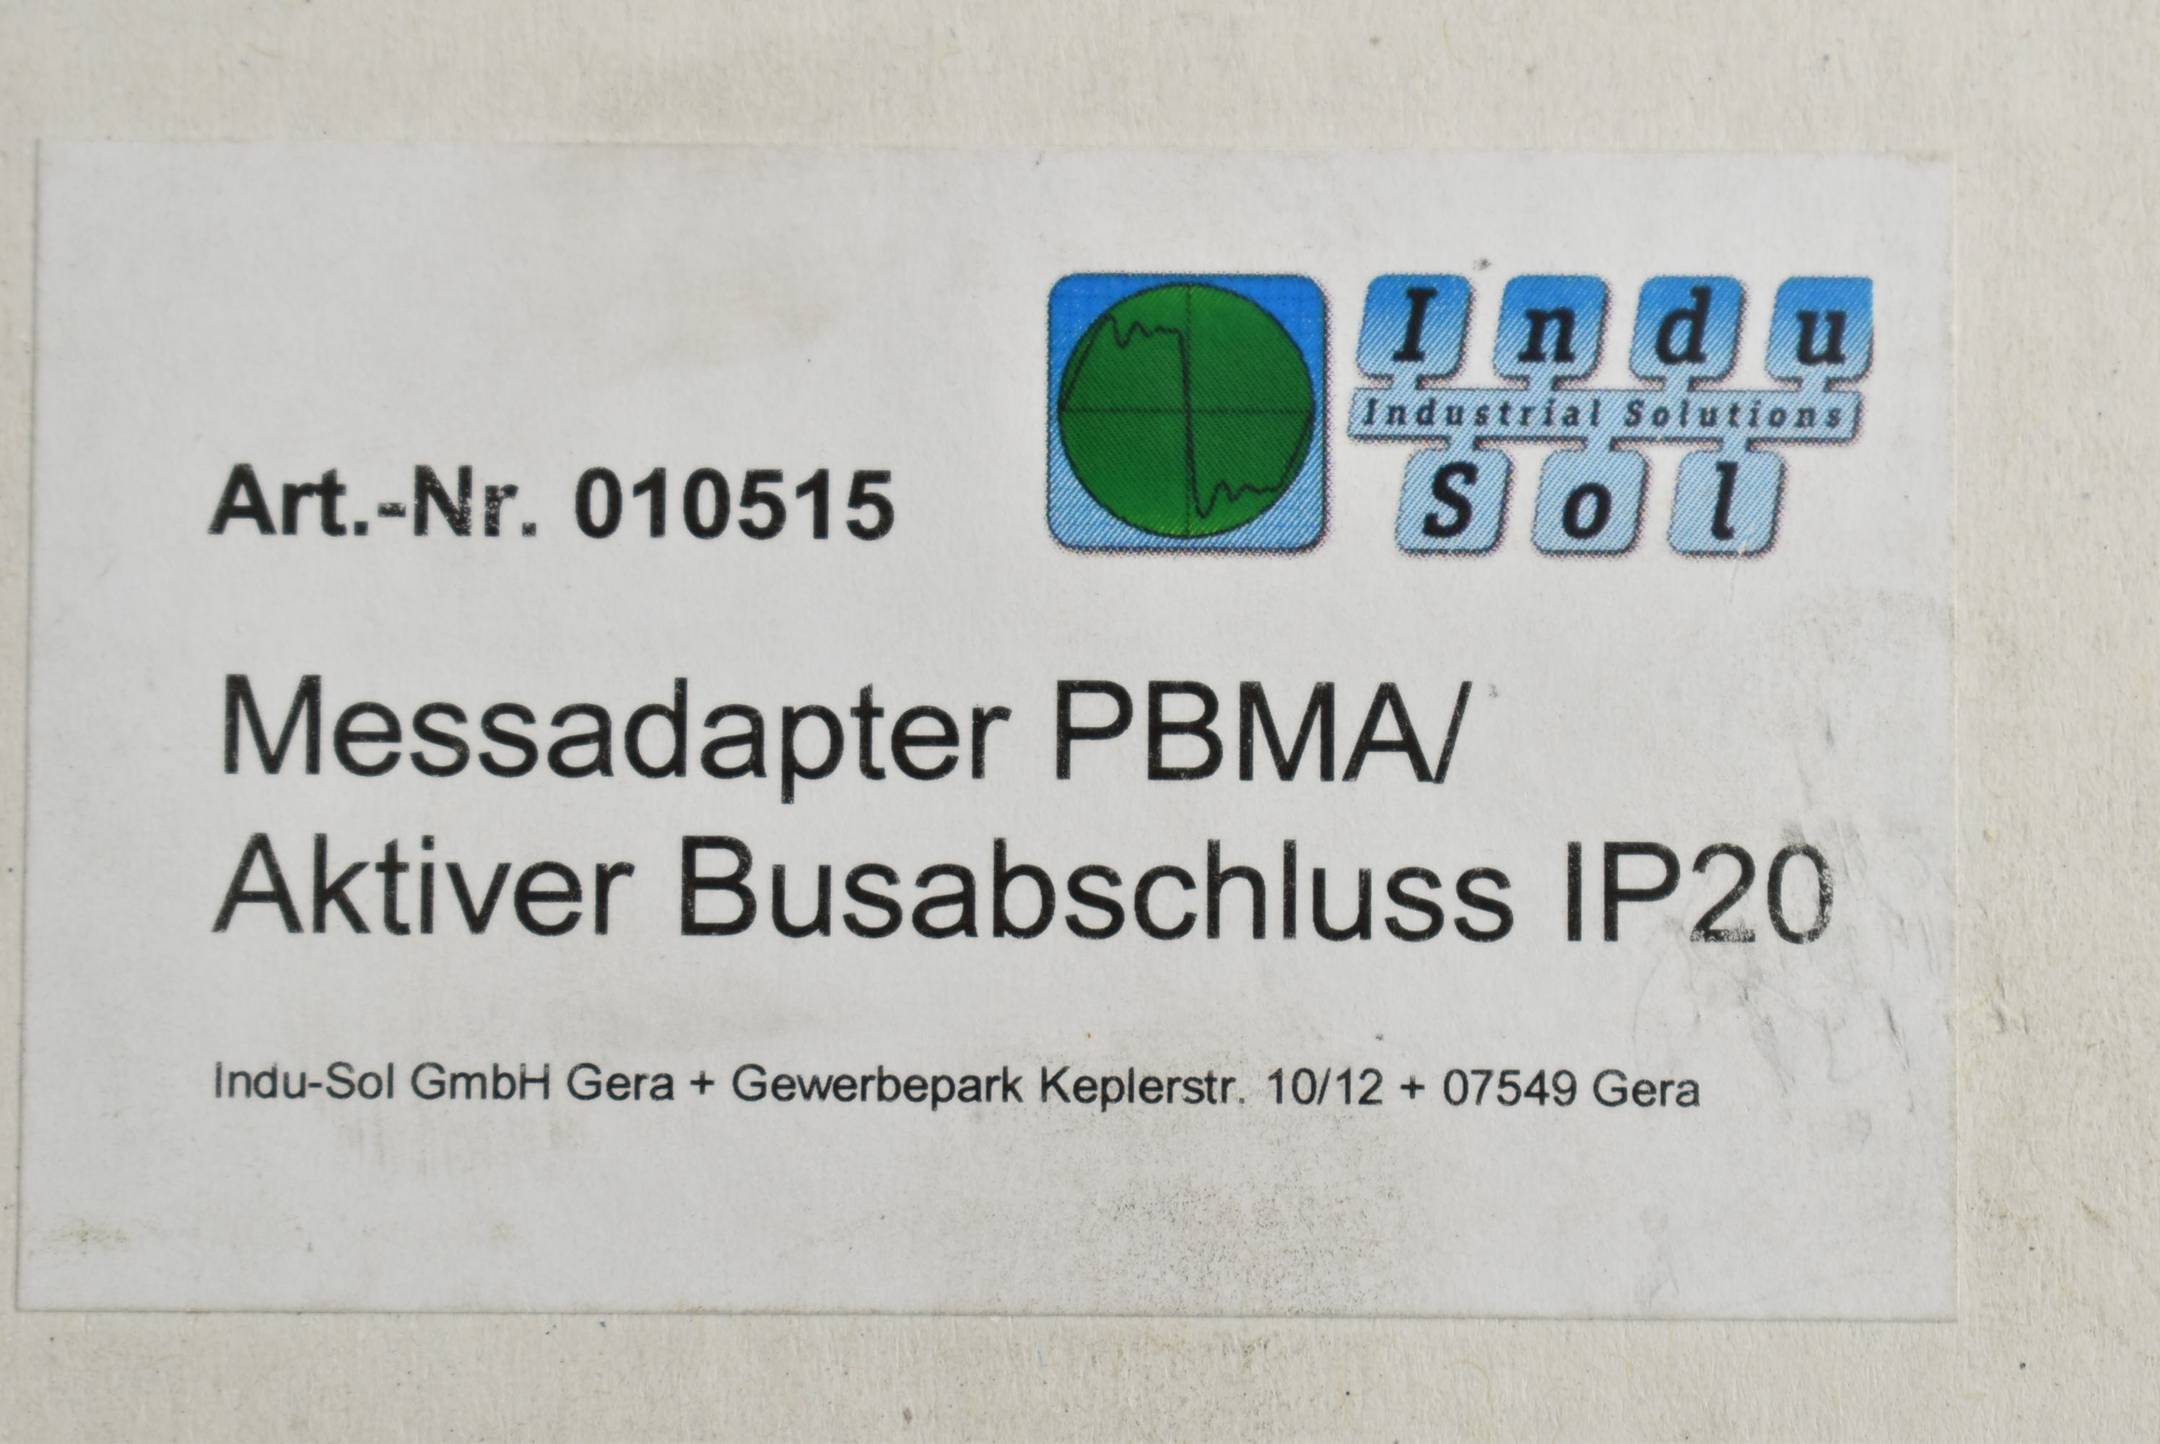 Indu
Industrial Solutions
Sol
Art.-Nr. 010515
Messadapter PBMA/
Aktiver Busabschluss IP20
Indu-Sol GmbH Gera + Gewerbepark Keplerstr. 10/12 + 07549 Gera